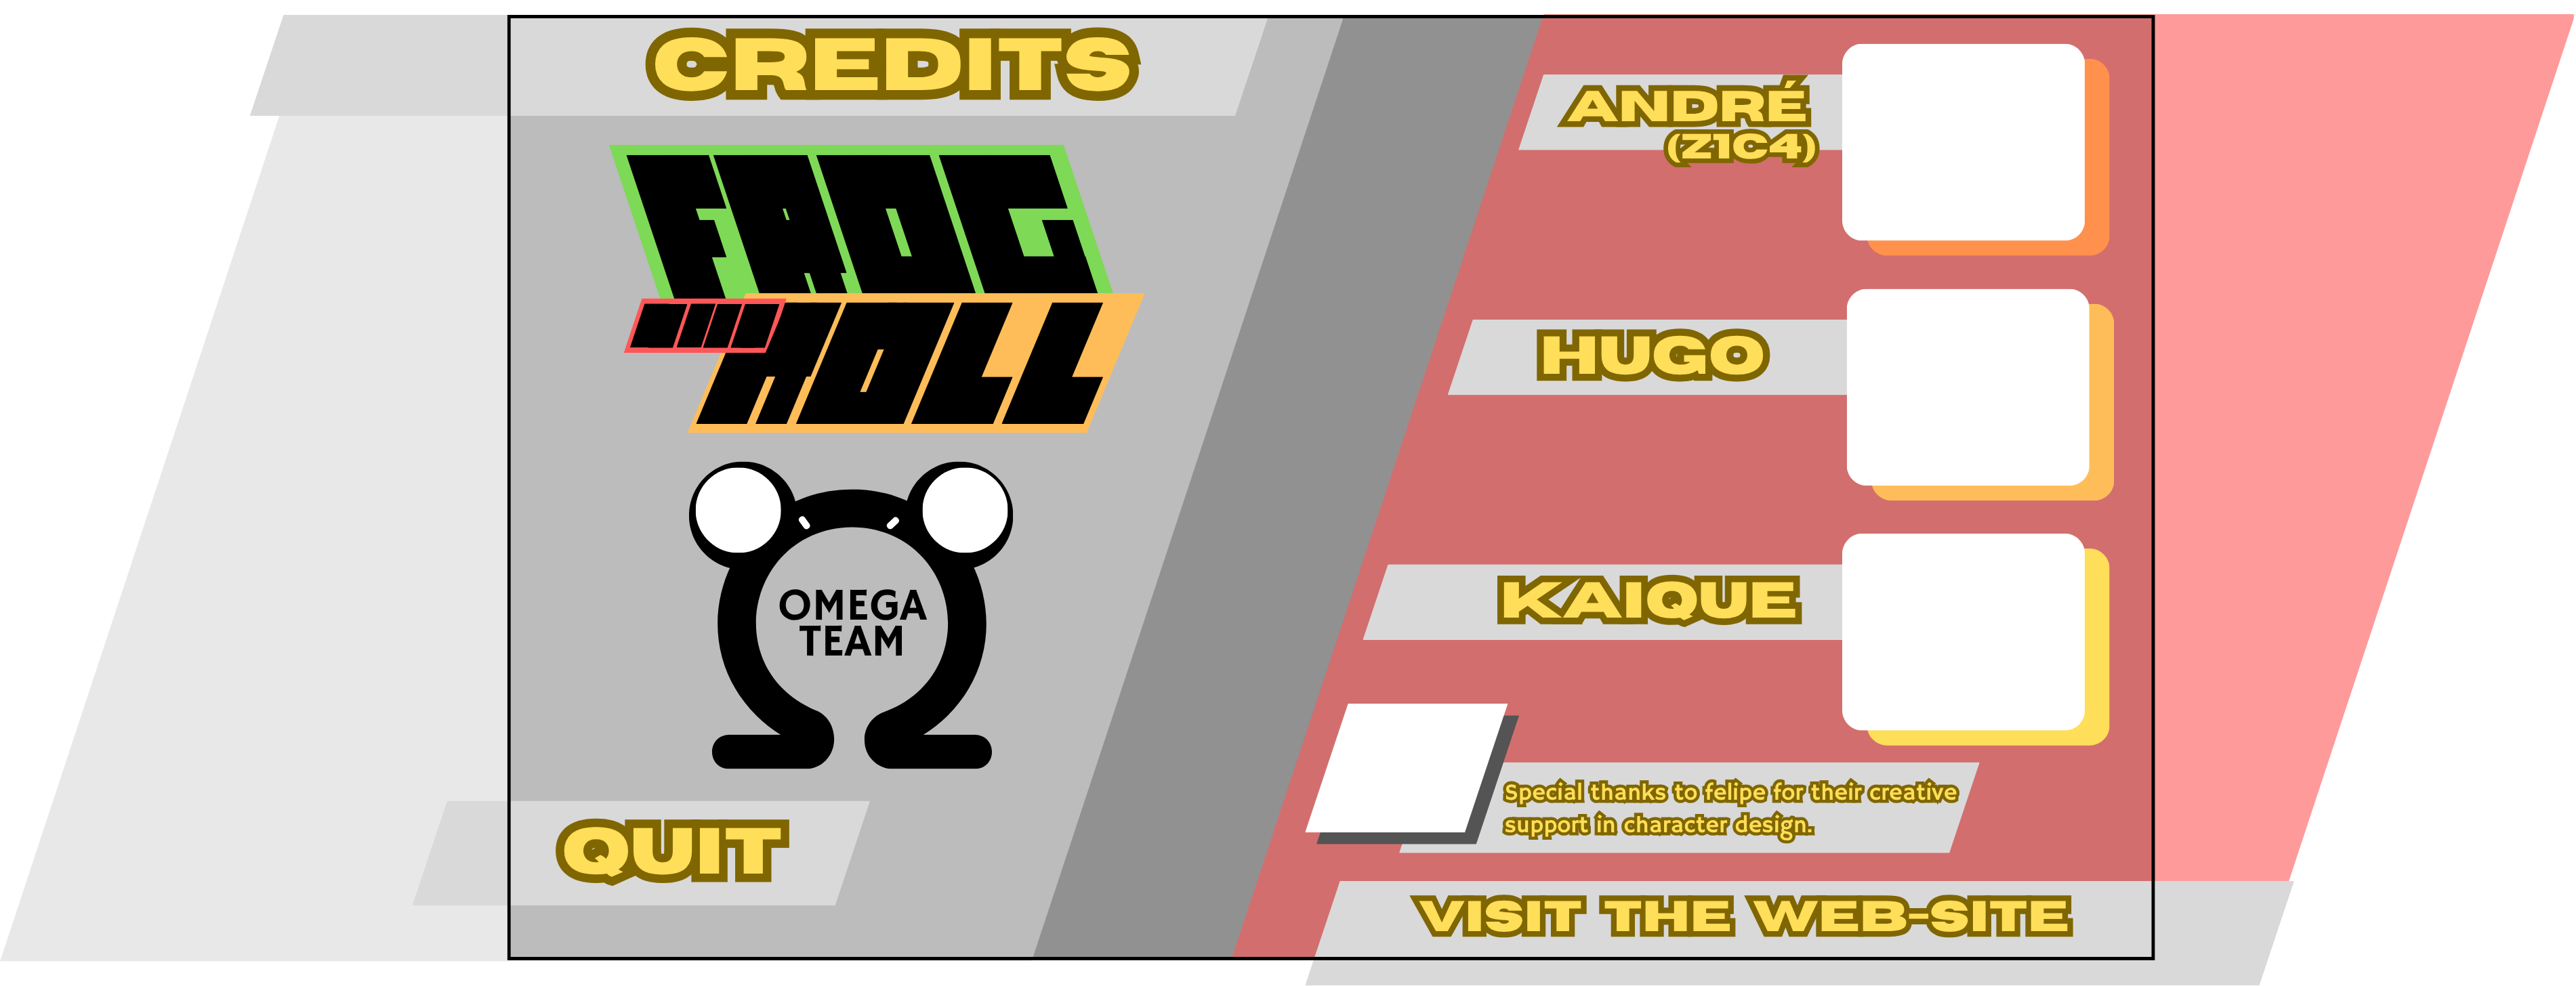 CREDITS
FROG
ROLL
OMEGA
TEAM
QUIT
ANDRÉ
(Z1C4)
HUGO
KAIQUE
Special thanks to felipe for their creative
support in character design.
VISIT THE WEB-SITE